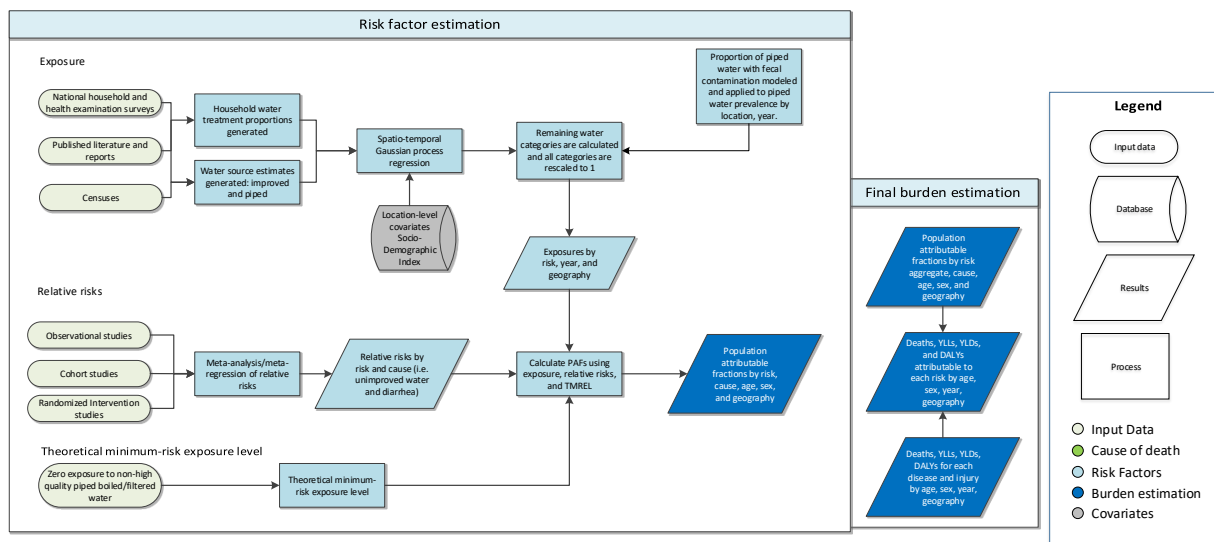 Risk factor estimation
Exposure
National household and
health examination surveys
Published literature and
reports
Censuses
Household water
treatment proportions
generated
Water source estimates
generated: improved and
piped
Spatio-temporal
Gaussian process
regression
Location-level
covariates
Socio-
Demographic
Index
Remaining water
categories are calculated
and all categories are
rescaled to 1
Proportion of piped
water with fecal
contamination modeled
and applied to piped
water prevalence by
location, year.
Exposures by
risk, year, and
geography
Relative risks
Observational studies
Cohort studies
Randomized Intervention
studies
Meta-analysis/meta-
regression of relative
risks
Relative risks by
risk and cause (i.e.
unimproved water
and diarrhea)
Calculate PAFs using
exposure, relative risks,
and TMREL
Population
attributable
fractions by risk,
cause, age, sex,
and geography
Theoretical minimum-risk exposure level
Zero exposure to non-high
quality piped boiled/filtered
water
Theoretical minimum-
risk exposure level
Final burden estimation
Population
attributable
fractions by risk
aggregate, cause,
age, sex, and
geography
Deaths, YLLs, YLDs,
and DALYs
attributable to
each risk by age,
sex, year,
geography
Deaths, YLLs, YLDs,
DALYs for each
disease and injury
by age, sex, year,
geography
Legend
Input data
Database
Results
Process
Input Data
Cause of death
Risk Factors
Burden estimation
Covariates